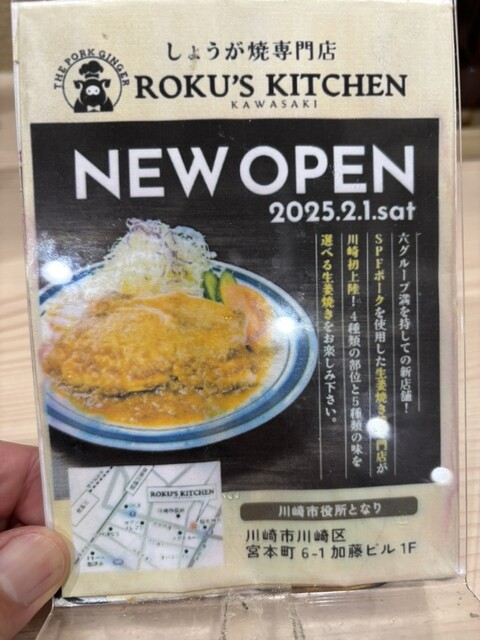 しょうが焼専門店
THE PORK GINGER
ROKU'S KITCHEN
KAWASAKI
NEW OPEN
2025.2.1.sat
六グループ満を持しての新店舗!
SPFポークを使用した生姜焼き専門店が
川崎初上陸!4種類の部位と5種類の味を
選べる生姜焼きをお楽しみ下さい。
ROKU'S KITCHEN
川崎市役所となり
川崎市川崎区
宮本町 6-1 加藤ビル 1F